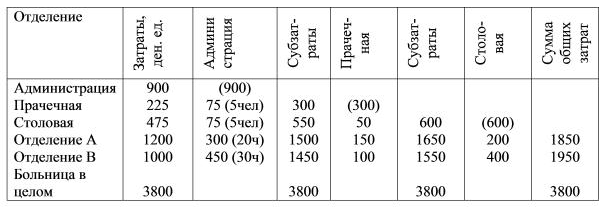 Отделение
Затраты, ден. ед.
Админи страция
Субзат- раты
Прачеч- ная
Субзат- раты
Столо- вая
Сумма общих затрат
Администрация 900 (900)
Прачечная 225 75 (5чел) 300 (300)
Столовая 475 75 (5чел) 550 50 600 (600)
Отделение А 1200 300 (20ч) 1500 150 1650 200 1850
Отделение В 1000 450 (30ч) 1450 100 1550 400 1950
Больница в
целом 3800 3800 3800 3800